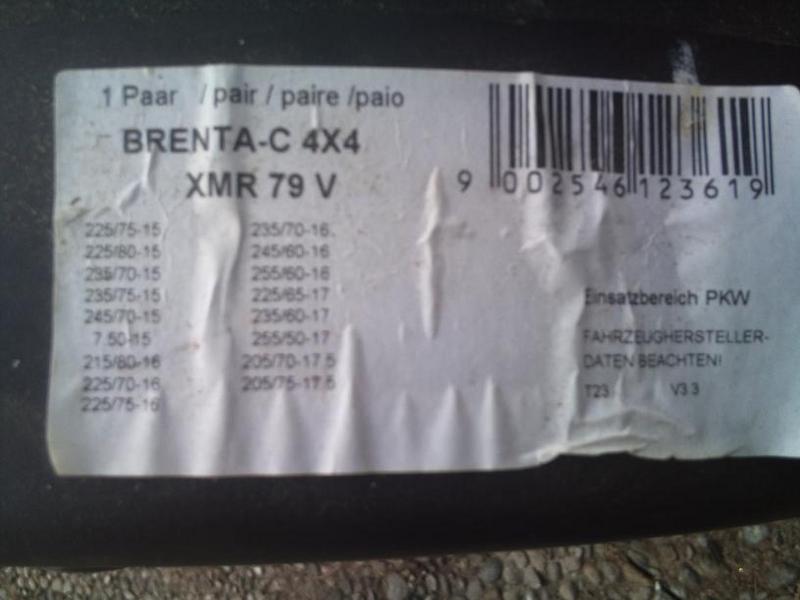 1 Paar / pair / paire /paio
BRENTA-C 4X4
XMR 79 V
9 002546 123619
225/75-15 235/70-16
225/80-15 245/60-16
235/70-15 255/60-16
235/75-15 225/65-17
245/70-15 235/60-17
7.50-15 255/50-17
215/80-16 205/70-17.5
225/70-16 205/75-17.5
225/75-16
Einsatzbereich PKW
FAHRZEUGHERSTELLER-
DATEN BEACHTEN!
T23 V3.3